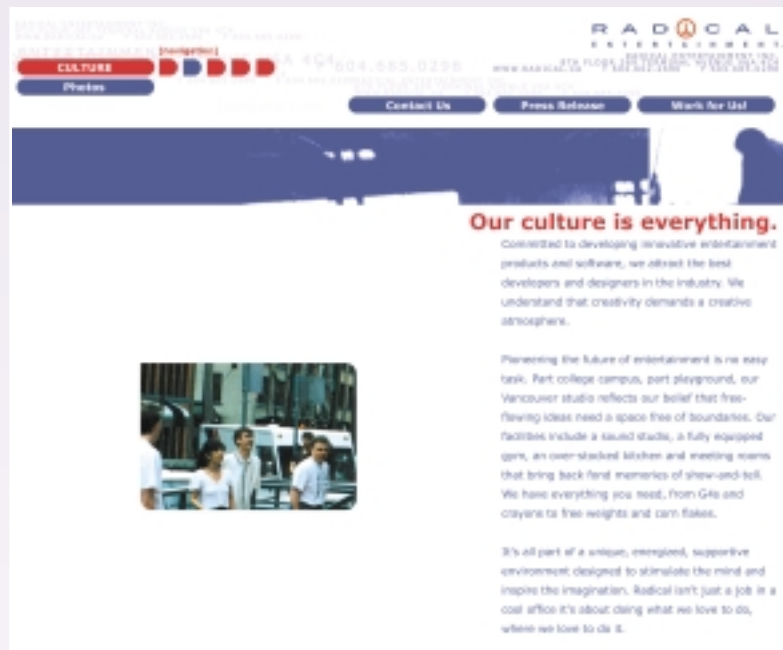 RADICAL
ENTERTAINMENT
[navigation]
CULTURE
604.685.0298
Photos
Contact Us
Press Release
Work for Us!
Our culture is everything.
Committed to developing innovative entertainment
products and software, we attract the best
developers and designers in the industry. We
understand that creativity demands a creative
atmosphere.
Pioneering the future of entertainment is no easy
task. Part college campus, part playground, our
Vancouver studio reflects our belief that free-
flowing ideas need a space free of boundaries. Our
facilities include a sound studio, a fully equipped
gym, an over-stocked kitchen and meeting rooms
that bring back fond memories of show-and-tell.
We have everything you need, from G4s and
crayons to free weights and corn flakes.
It's all part of a unique, energized, supportive
environment designed to stimulate the mind and
inspire the imagination. Radical isn't just a job in a
cool office it's about doing what we love to do,
where we love to do it.